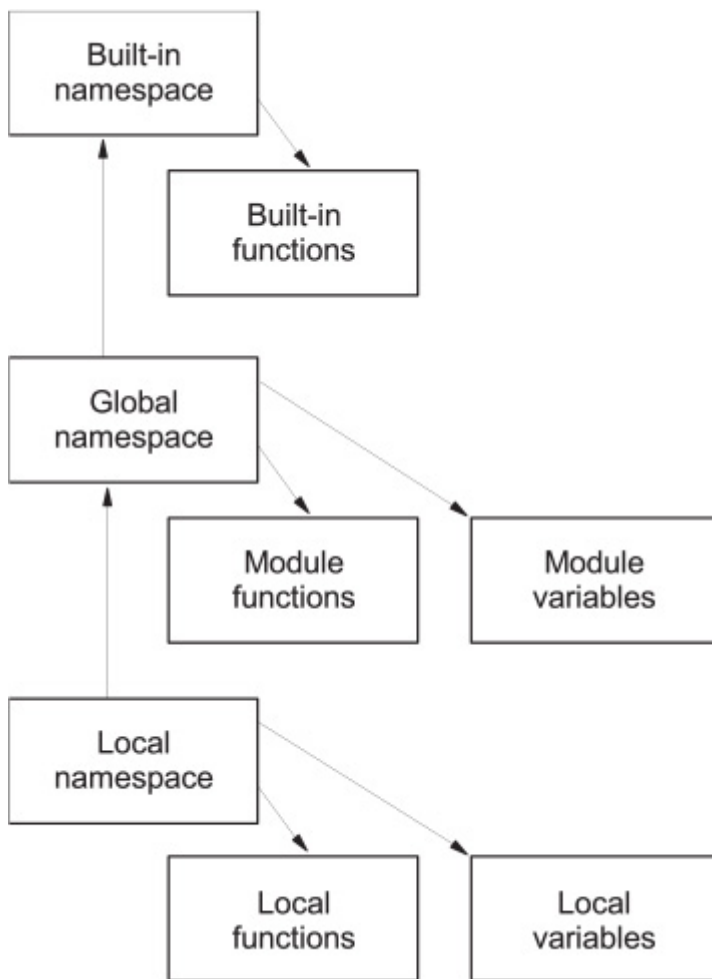 Built-in
namespace
Built-in
functions
Global
namespace
Module
functions
Module
variables
Local
namespace
Local
functions
Local
variables